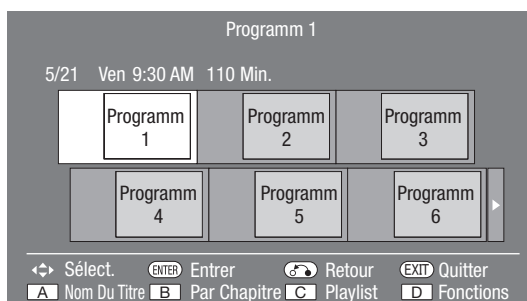 Programm 1
5/21 Ven 9:30 AM 110 Min.
Programm 1
Programm 2
Programm 3
Programm 4
Programm 5
Programm 6
Sélect. ENTER Entrer Retour EXIT Quitter
A Nom Du Titre B Par Chapitre C Playlist D Fonctions